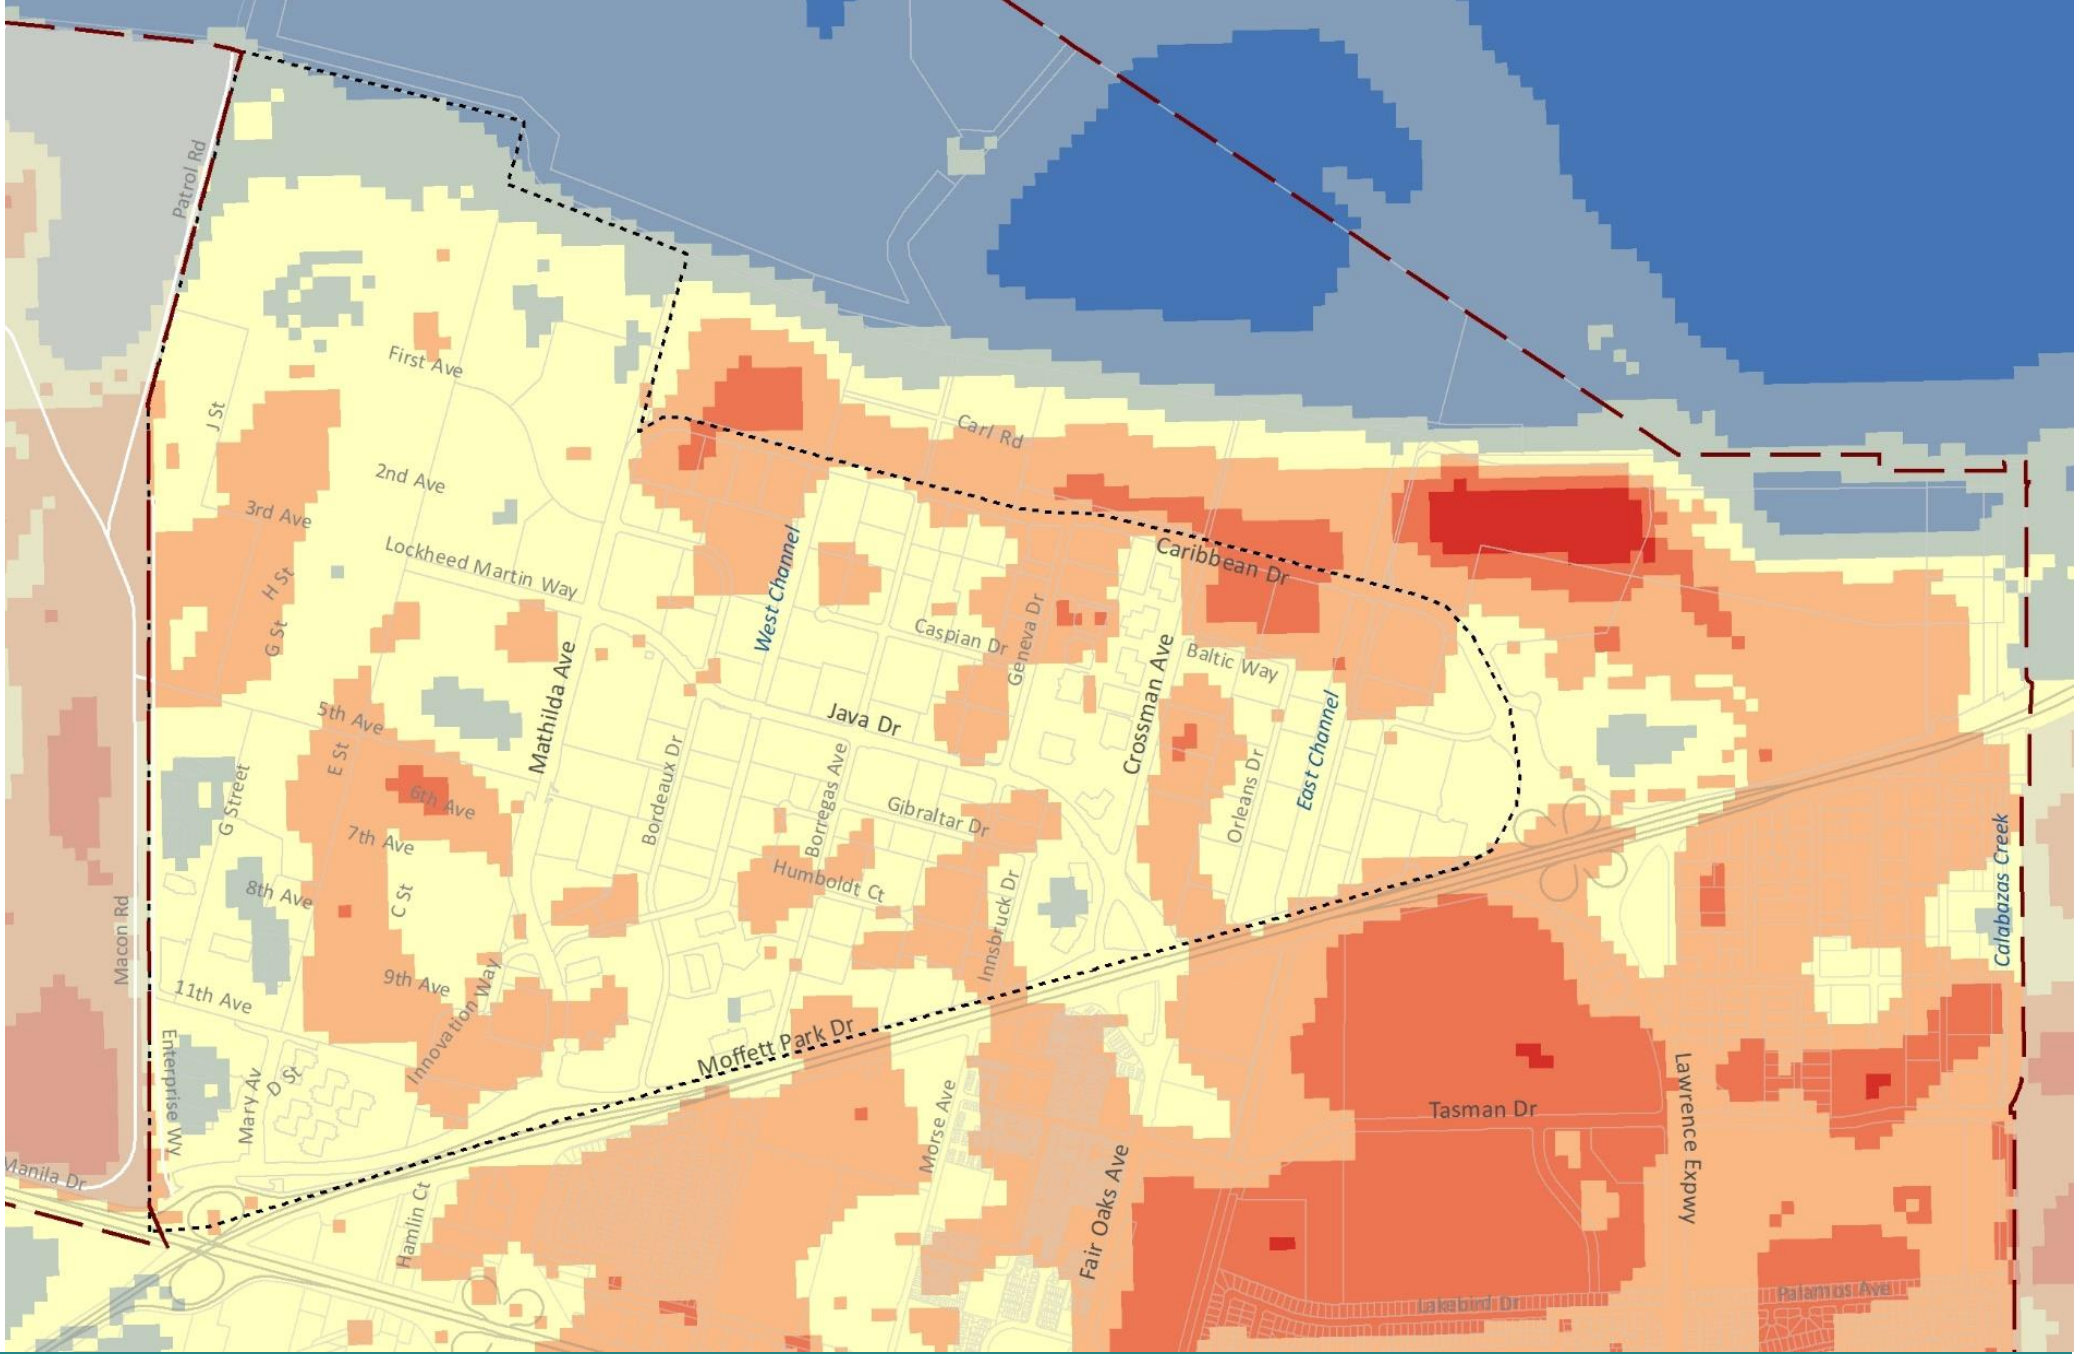 Patrol Rd
First Ave
J St
Carl Rd
2nd Ave
3rd Ave
Lockheed Martin Way
Caribbean Dr
West Channel
H St
G St
Caspian Dr
Geneva Dr
Crossman Ave
Baltic Way
Mathilda Ave
5th Ave
Java Dr
East Channel
E St
6th Ave
G Street
Bordeaux Dr
Borregas Ave
Gibraltar Dr
Orleans Dr
7th Ave
Humboldt Ct
8th Ave
C St
Innsbruck Dr
Calabazas Creek
Macon Rd
9th Ave
11th Ave
Innovation Way
Moffett Park Dr
Enterprise Wy
Mary Av
D St
Morse Ave
Tasman Dr
Lawrence Expwy
Manila Dr
Hamlin Ct
Fair Oaks Ave
Lakebird Dr
Palamos Ave